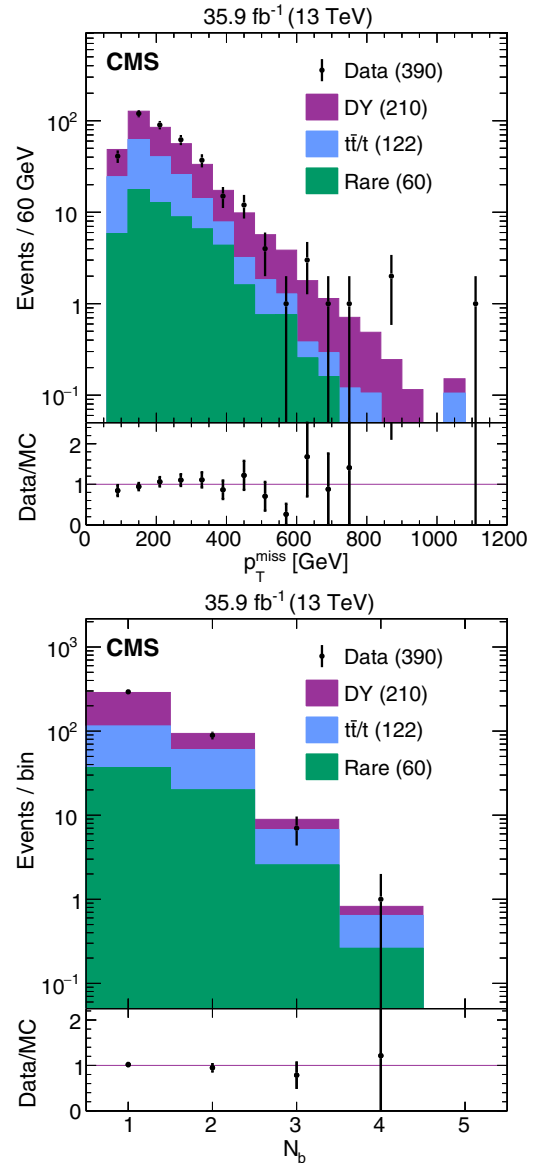 35.9 fb⁻¹ (13 TeV)
CMS
Data (390)
DY (210)
tt̄/t (122)
Rare (60)
Events / 60 GeV
10²
10
1
10⁻¹
Data/MC
2
1
0
0 200 400 600 800 1000 1200
p_T^miss [GeV]
35.9 fb⁻¹ (13 TeV)
CMS
Data (390)
DY (210)
tt̄/t (122)
Rare (60)
Events / bin
10³
10²
10
1
10⁻¹
Data/MC
2
1
0
1 2 3 4 5
N_b